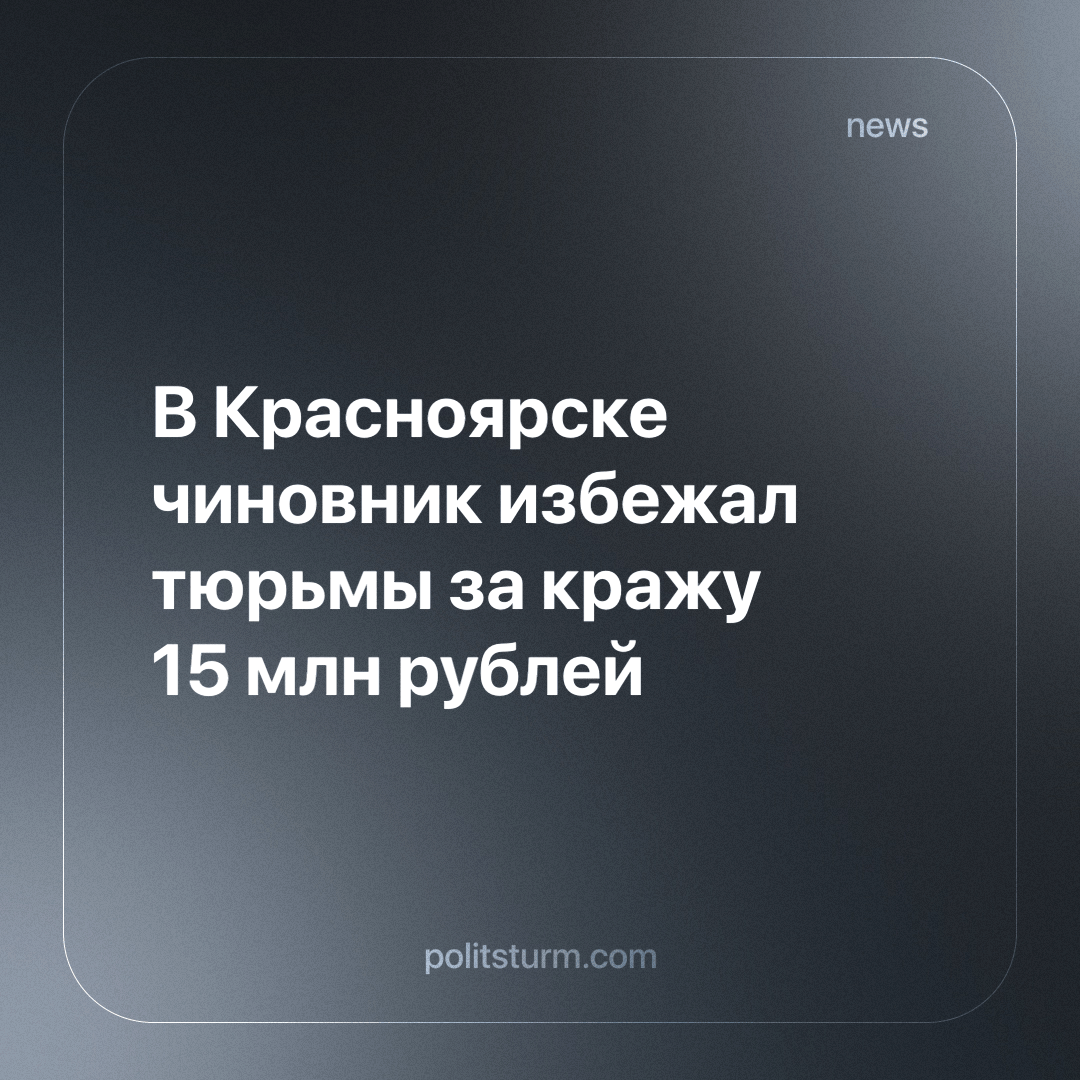 news
В Красноярске
чиновник избежал
тюрьмы за кражу
15 млн рублей
politsturm.com